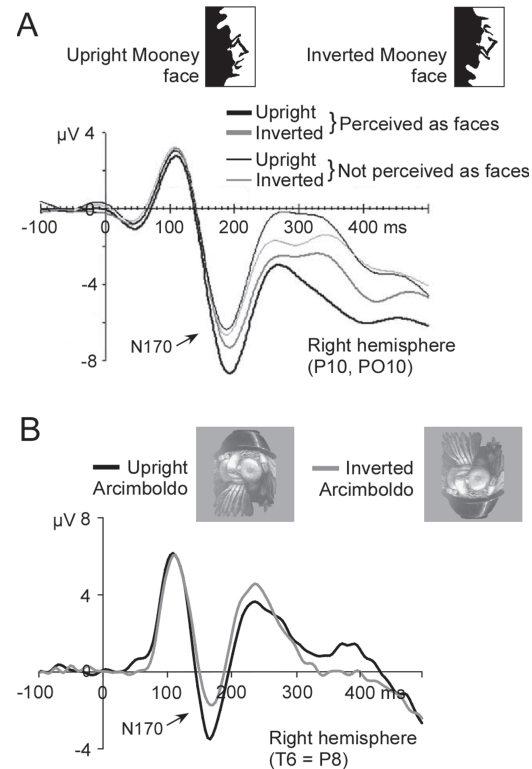 A
Upright Mooney
face
Inverted Mooney
face
Upright
Inverted
Perceived as faces
Upright
Inverted
Not perceived as faces
µV 4
0
-100 100 200 300 400 ms
0
-4
-8
N170
Right hemisphere
(P10, PO10)
B
Upright
Arcimboldo
Inverted
Arcimboldo
µV 8
4
0
-100 0 100 200 300 400 ms
-4
N170
Right hemisphere
(T6 = P8)